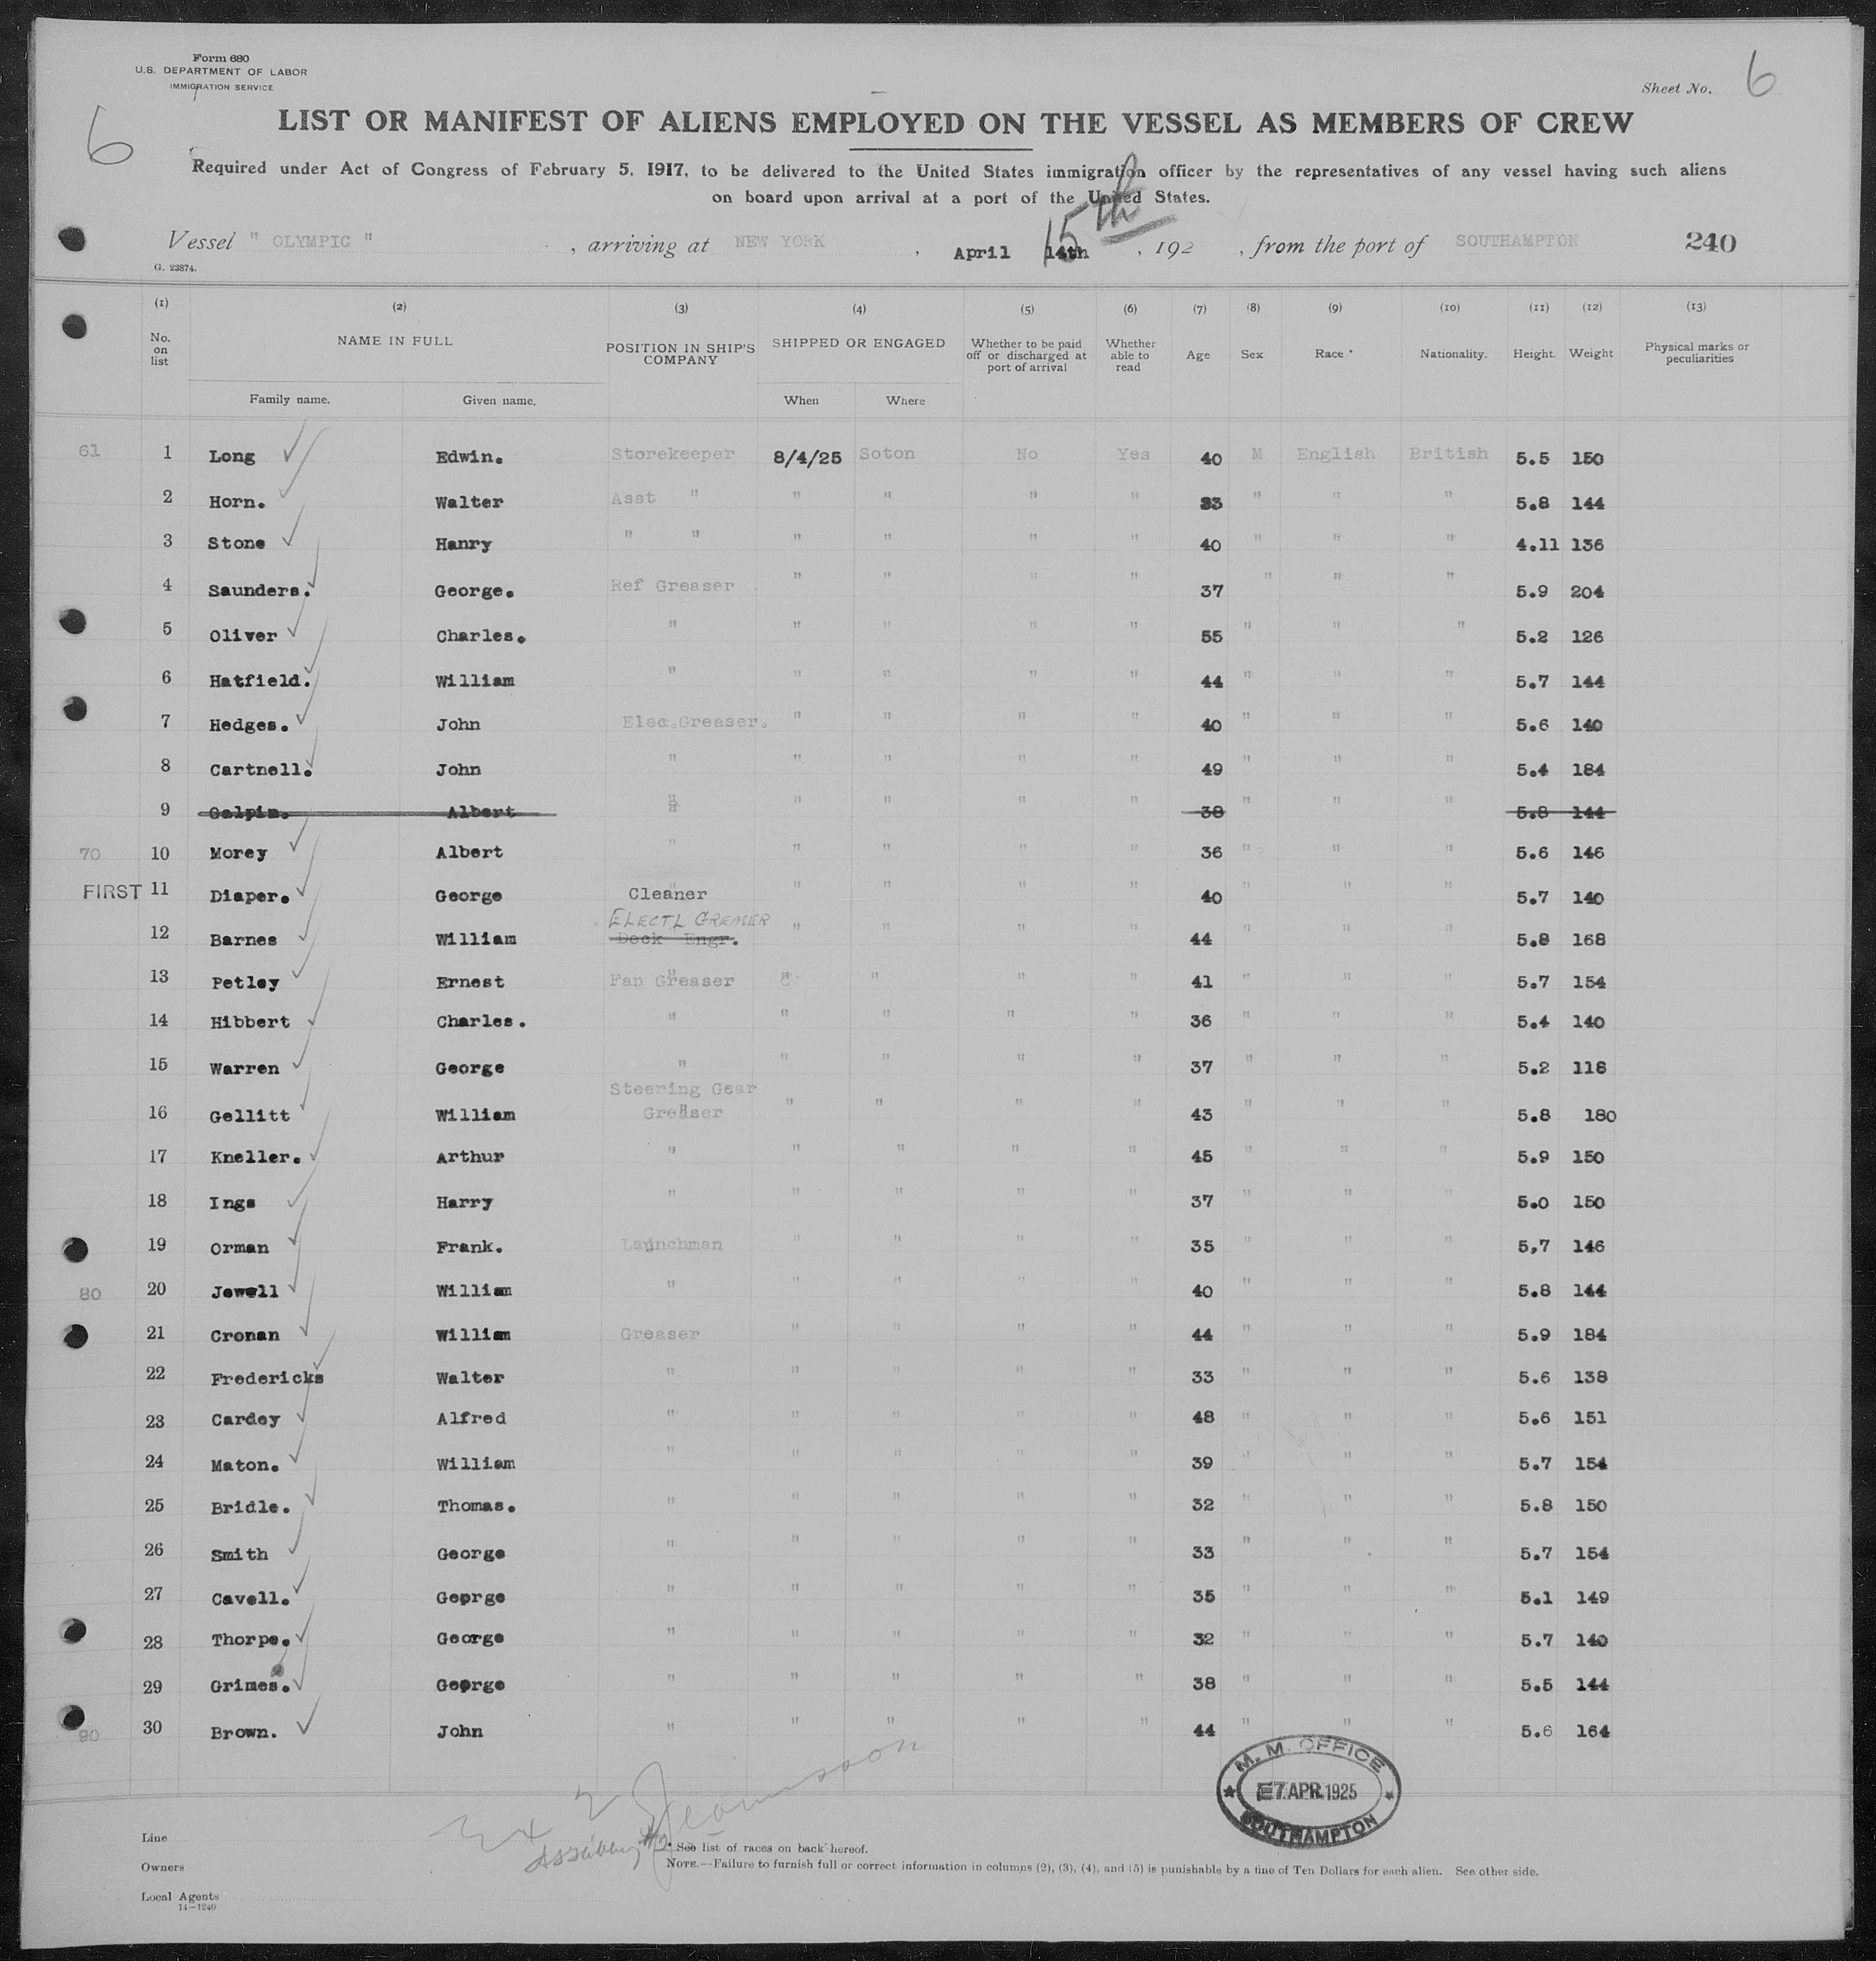 Form 680
U.S. DEPARTMENT OF LABOR
IMMIGRATION SERVICE
Sheet No. 6
6
LIST OR MANIFEST OF ALIENS EMPLOYED ON THE VESSEL AS MEMBERS OF CREW
Required under Act of Congress of February 5, 1917, to be delivered to the United States immigration officer by the representatives of any vessel having such aliens
on board upon arrival at a port of the United States.
15th
Vessel " OLYMPIC " , arriving at NEW YORK , April 14th , 192 , from the port of SOUTHAMPTON 240
G. 23874.
(1) (2) (3) (4) (5) (6) (7) (8) (9) (10) (11) (12) (13)
No. on list NAME IN FULL POSITION IN SHIP'S COMPANY SHIPPED OR ENGAGED Whether to be paid off or discharged at port of arrival Whether able to read Age Sex Race * Nationality. Height. Weight Physical marks or peculiarities
Family name. Given name. When Where
61 1 Long Edwin. Storekeeper 8/4/25 Soton No Yes 40 M English British 5.5 150
2 Horn. Walter Asst " " " " " 33 " " " 5.8 144
3 Stone Hanry " " " " " " 40 " " " 4.11 136
4 Saunders. George. Ref Greaser " " " " 37 " " " 5.9 204
5 Oliver Charles. " " " " " 55 " " " 5.2 126
6 Hatfield. William " " " " " 44 " " " 5.7 144
7 Hedges. John Elec.Greaser. " " " " 40 " " " 5.6 140
8 Cartnell. John " " " " " 49 " " " 5.4 184
9 Galpin. Albert " " " " " 38 " " " 5.8 144
70 10 Morey Albert " " " " " 36 " " " 5.6 146
FIRST 11 Diaper. George Cleaner " " " " 40 " " " 5.7 140
ELECTL GREASER
12 Barnes William Deck Engr. " " " " 44 " " " 5.8 168
13 Petley Ernest Fan Greaser " " " " 41 " " " 5.7 154
14 Hibbert Charles. " " " " " 36 " " " 5.4 140
15 Warren George " " " " " 37 " " " 5.2 118
Steering Gear
16 Gellitt William Greaser " " " " 43 " " " 5.8 180
17 Kneller. Arthur " " " " " 45 " " " 5.9 150
18 Ings Harry " " " " " 37 " " " 5.0 150
19 Orman Frank. Launchman " " " " 35 " " " 5,7 146
80 20 Jewell William " " " " " 40 " " " 5.8 144
21 Cronan William Greaser " " " " 44 " " " 5.9 184
22 Fredericks Walter " " " " " 33 " " " 5.6 138
23 Cardey Alfred " " " " " 48 " " " 5.6 151
24 Maton. William " " " " " 39 " " " 5.7 154
25 Bridle. Thomas. " " " " " 32 " " " 5.8 150
26 Smith George " " " " " 33 " " " 5.7 154
27 Cavell. Geprge " " " " " 35 " " " 5.1 149
28 Thorpe. George " " " " " 32 " " " 5.7 140
29 Grimes. Geprge " " " " " 38 " " " 5.5 144
90 30 Brown. John " " " " " 44 " " " 5.6 164
M. M. OFFICE
7 APR 1925
SOUTHAMPTON
Line
* See list of races on back hereof.
Owners
NOTE.—Failure to furnish full or correct information in columns (2), (3), (4), and (5) is punishable by a fine of Ten Dollars for each alien. See other side.
Local Agents
14—1240